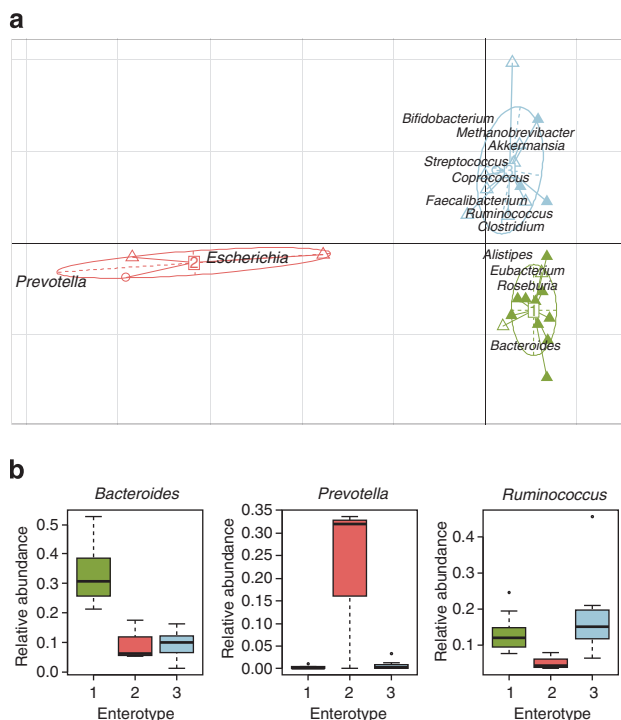 a
Bifidobacterium
Methanobrevibacter
Akkermansia
Streptococcus
Coprococcus
Faecalibacterium
Ruminococcus
Clostridium
Escherichia
2
Prevotella
Alistipes
Eubacterium
Roseburia
1
Bacteroides
b
Bacteroides
Relative abundance
0.5
0.4
0.3
0.2
0.1
0.0
1 2 3
Enterotype
Prevotella
Relative abundance
0.35
0.30
0.25
0.20
0.15
0.10
0.05
0.00
1 2 3
Enterotype
Ruminococcus
Relative abundance
0.4
0.2
0.1
1 2 3
Enterotype